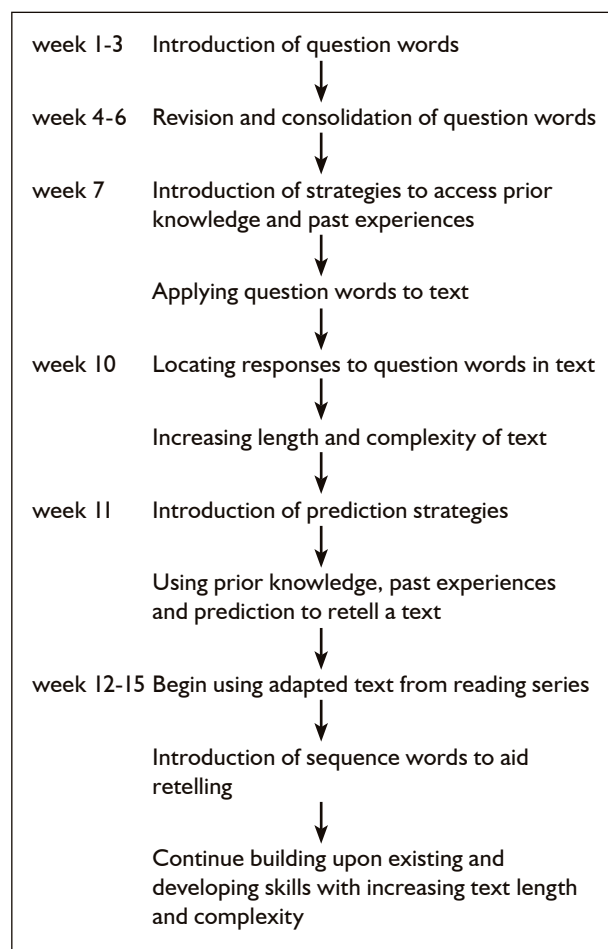 week 1-3 Introduction of question words
week 4-6 Revision and consolidation of question words
week 7 Introduction of strategies to access prior
knowledge and past experiences
Applying question words to text
week 10 Locating responses to question words in text
Increasing length and complexity of text
week 11 Introduction of prediction strategies
Using prior knowledge, past experiences
and prediction to retell a text
week 12-15 Begin using adapted text from reading series
Introduction of sequence words to aid
retelling
Continue building upon existing and
developing skills with increasing text length
and complexity